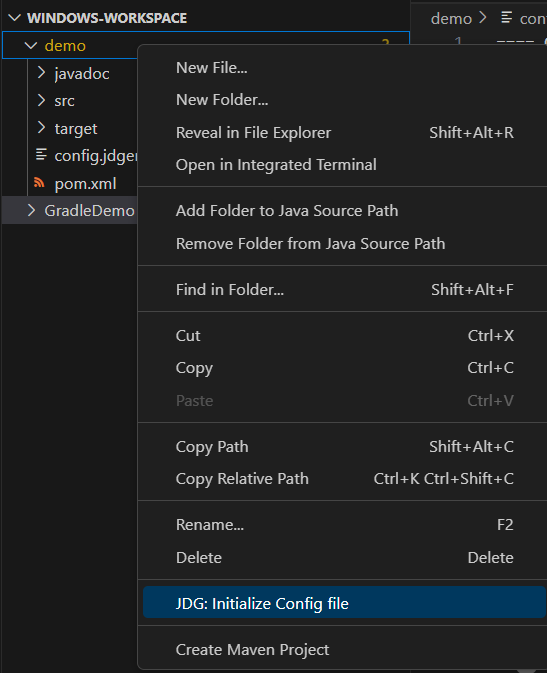 WINDOWS-WORKSPACE
demo
javadoc
src
target
pom.xml
GradleDemo
demo
1
New File...
New Folder...
Reveal in File Explorer Shift+Alt+R
Open in Integrated Terminal
Add Folder to Java Source Path
Remove Folder from Java Source Path
Find in Folder... Shift+Alt+F
Cut Ctrl+X
Copy Ctrl+C
Paste Ctrl+V
Copy Path Shift+Alt+C
Copy Relative Path Ctrl+K Ctrl+Shift+C
Rename... F2
Delete Delete
JDG: Initialize Config file
Create Maven Project